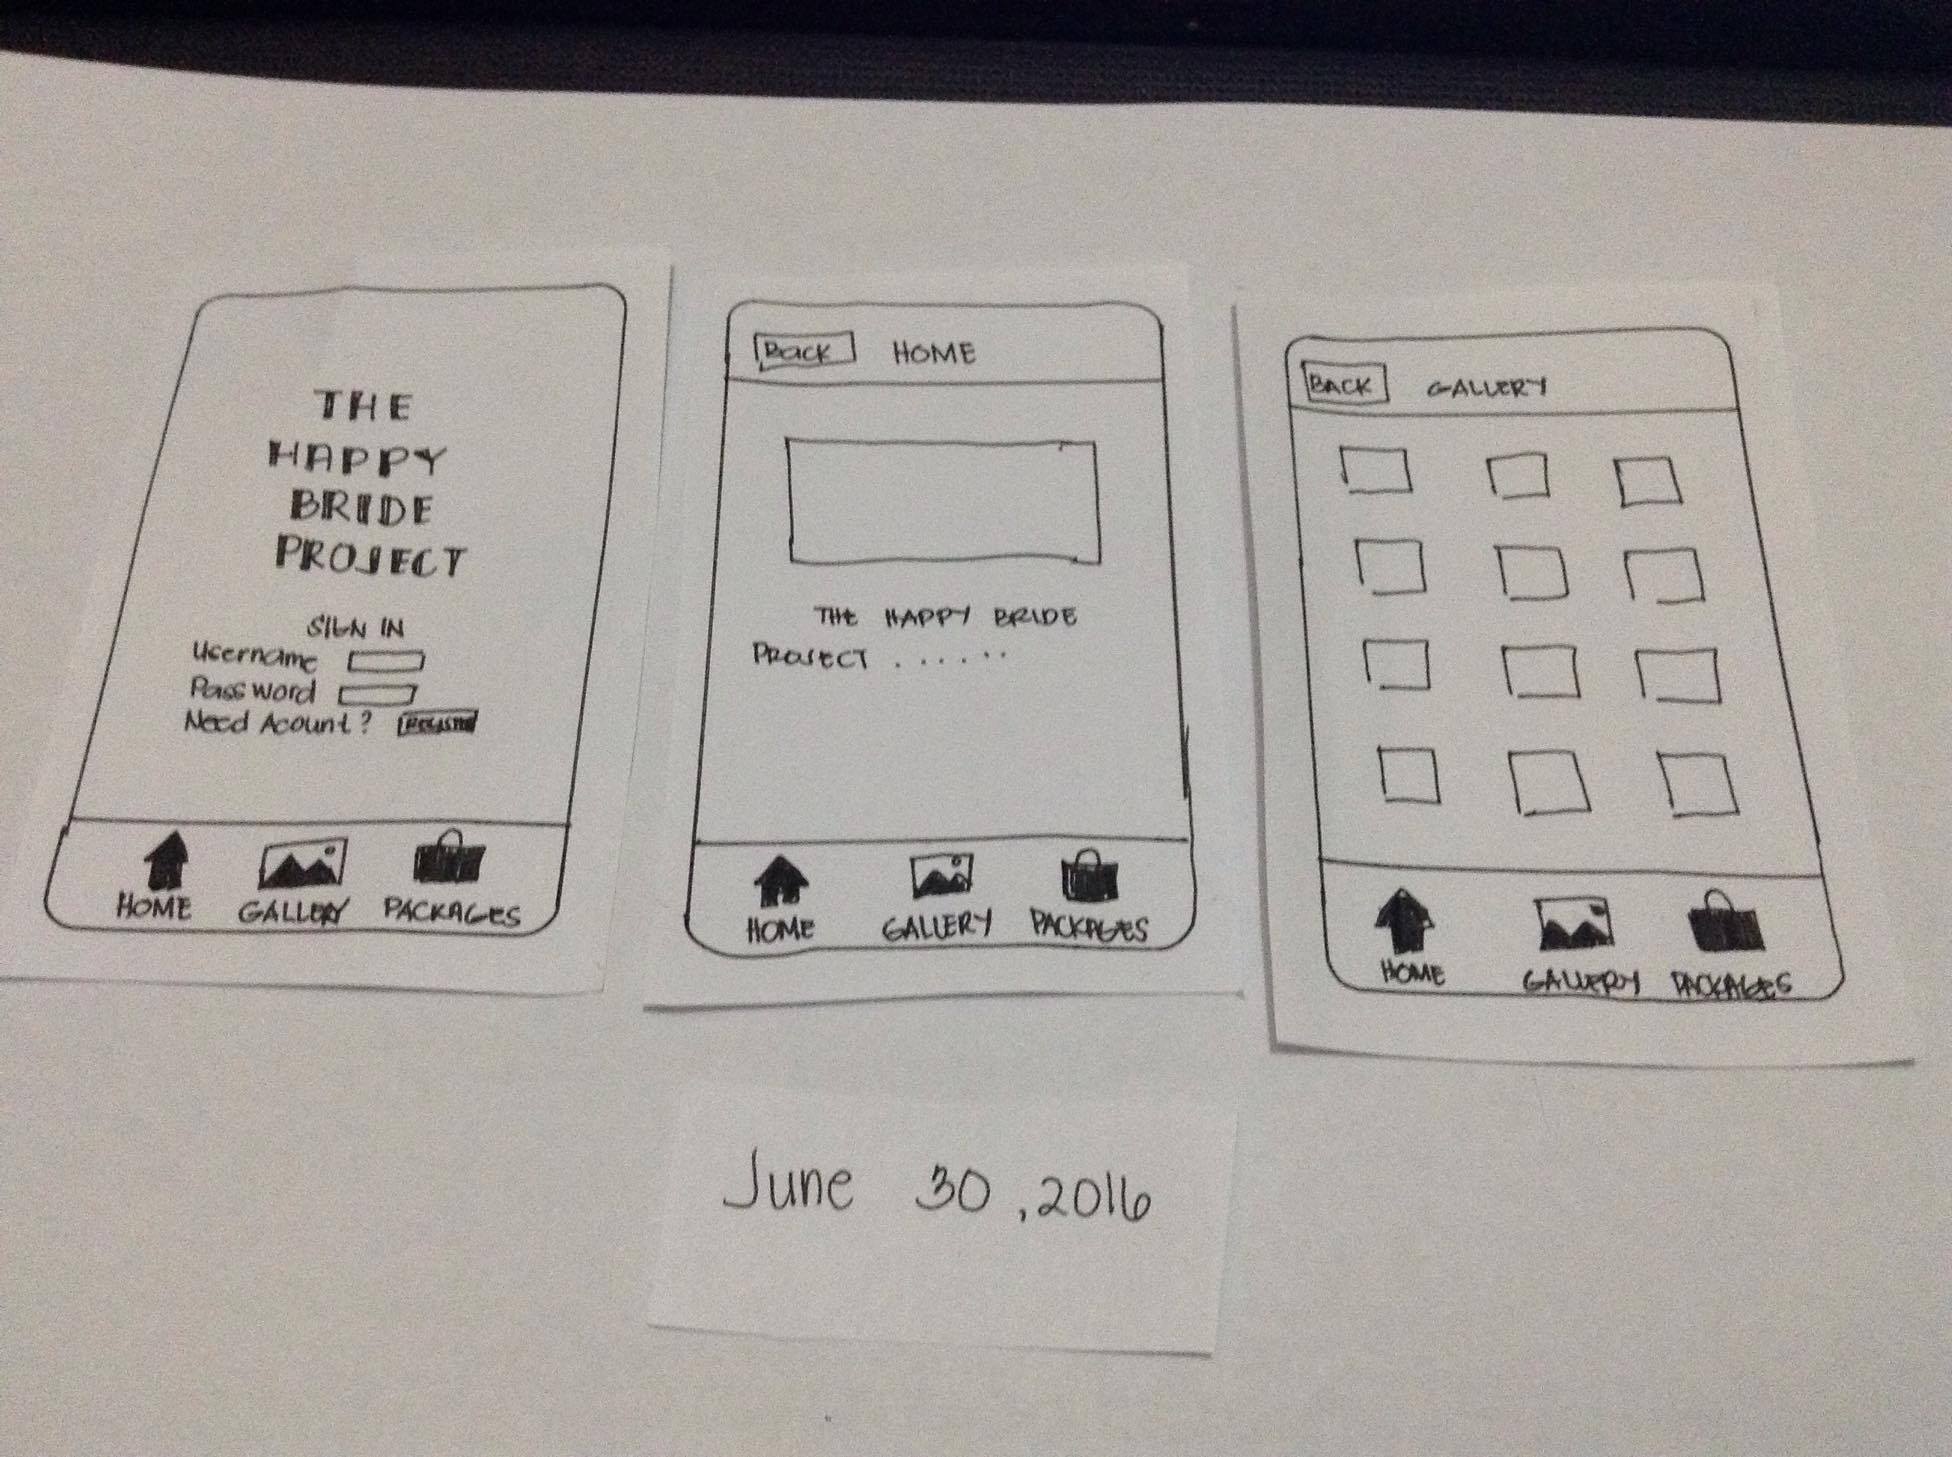 THE
HAPPY
BRIDE
PROJECT
SIGN IN
Username
Password
Need Acount? REGISTER
HOME GALLERY PACKAGES
Back HOME
THE HAPPY BRIDE
PROJECT ......
HOME GALLERY PACKAGES
BACK GALLERY
HOME GALLERY PACKAGES
June 30, 2016